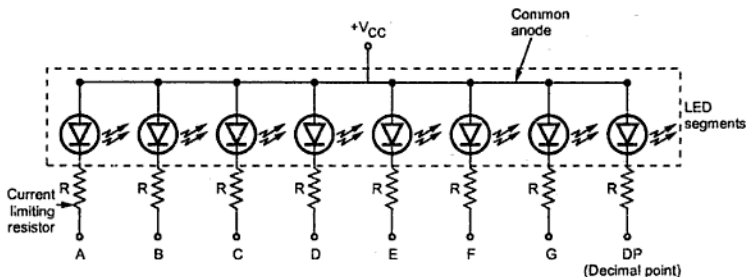 +VCC
Common
anode
LED
segments
R R R R R R R R
Current
limiting
resistor
A B C D E F G DP
(Decimal point)